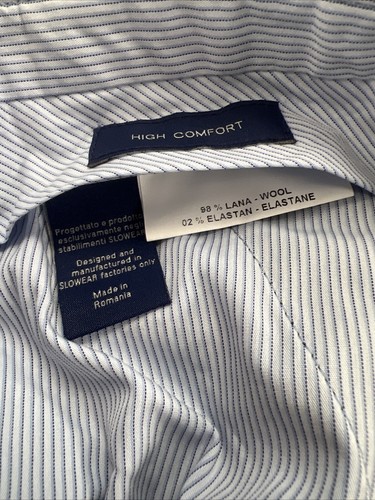 HIGH COMFORT
98 % LANA - WOOL
02 % ELASTAN - ELASTANE
Progettato e prodotto
esclusivamente negli
stabilimenti SLOWEAR
Designed and
manufactured in
SLOWEAR factories only
Made in
Romania